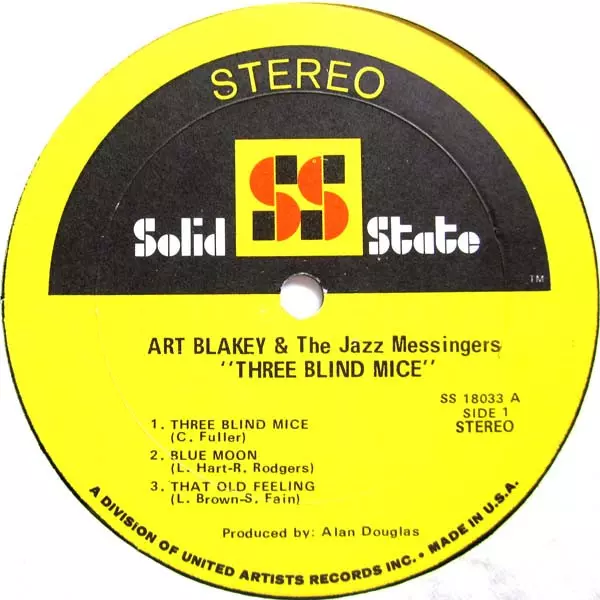 STEREO
SS
Solid State
TM
ART BLAKEY & The Jazz Messingers
"THREE BLIND MICE"
SS 18033 A
SIDE 1
STEREO
1. THREE BLIND MICE
(C. Fuller)
2. BLUE MOON
(L. Hart-R. Rodgers)
3. THAT OLD FEELING
(L. Brown-S. Fain)
Produced by: Alan Douglas
A DIVISION OF UNITED ARTISTS RECORDS INC. • MADE IN U.S.A.